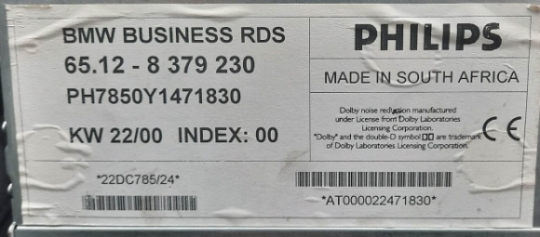 BMW BUSINESS RDS
65.12 - 8 379 230
PH7850Y1471830
KW 22/00 INDEX: 00
*22DC785/24*
PHILIPS
MADE IN SOUTH AFRICA
Dolby noise reduction manufactured
under License from Dolby Laboratories
Licensing Corporation.
"Dolby" and the double-D symbol are trademark
of Dolby Laboratories Licensing Corporation.
CE
*AT000022471830*